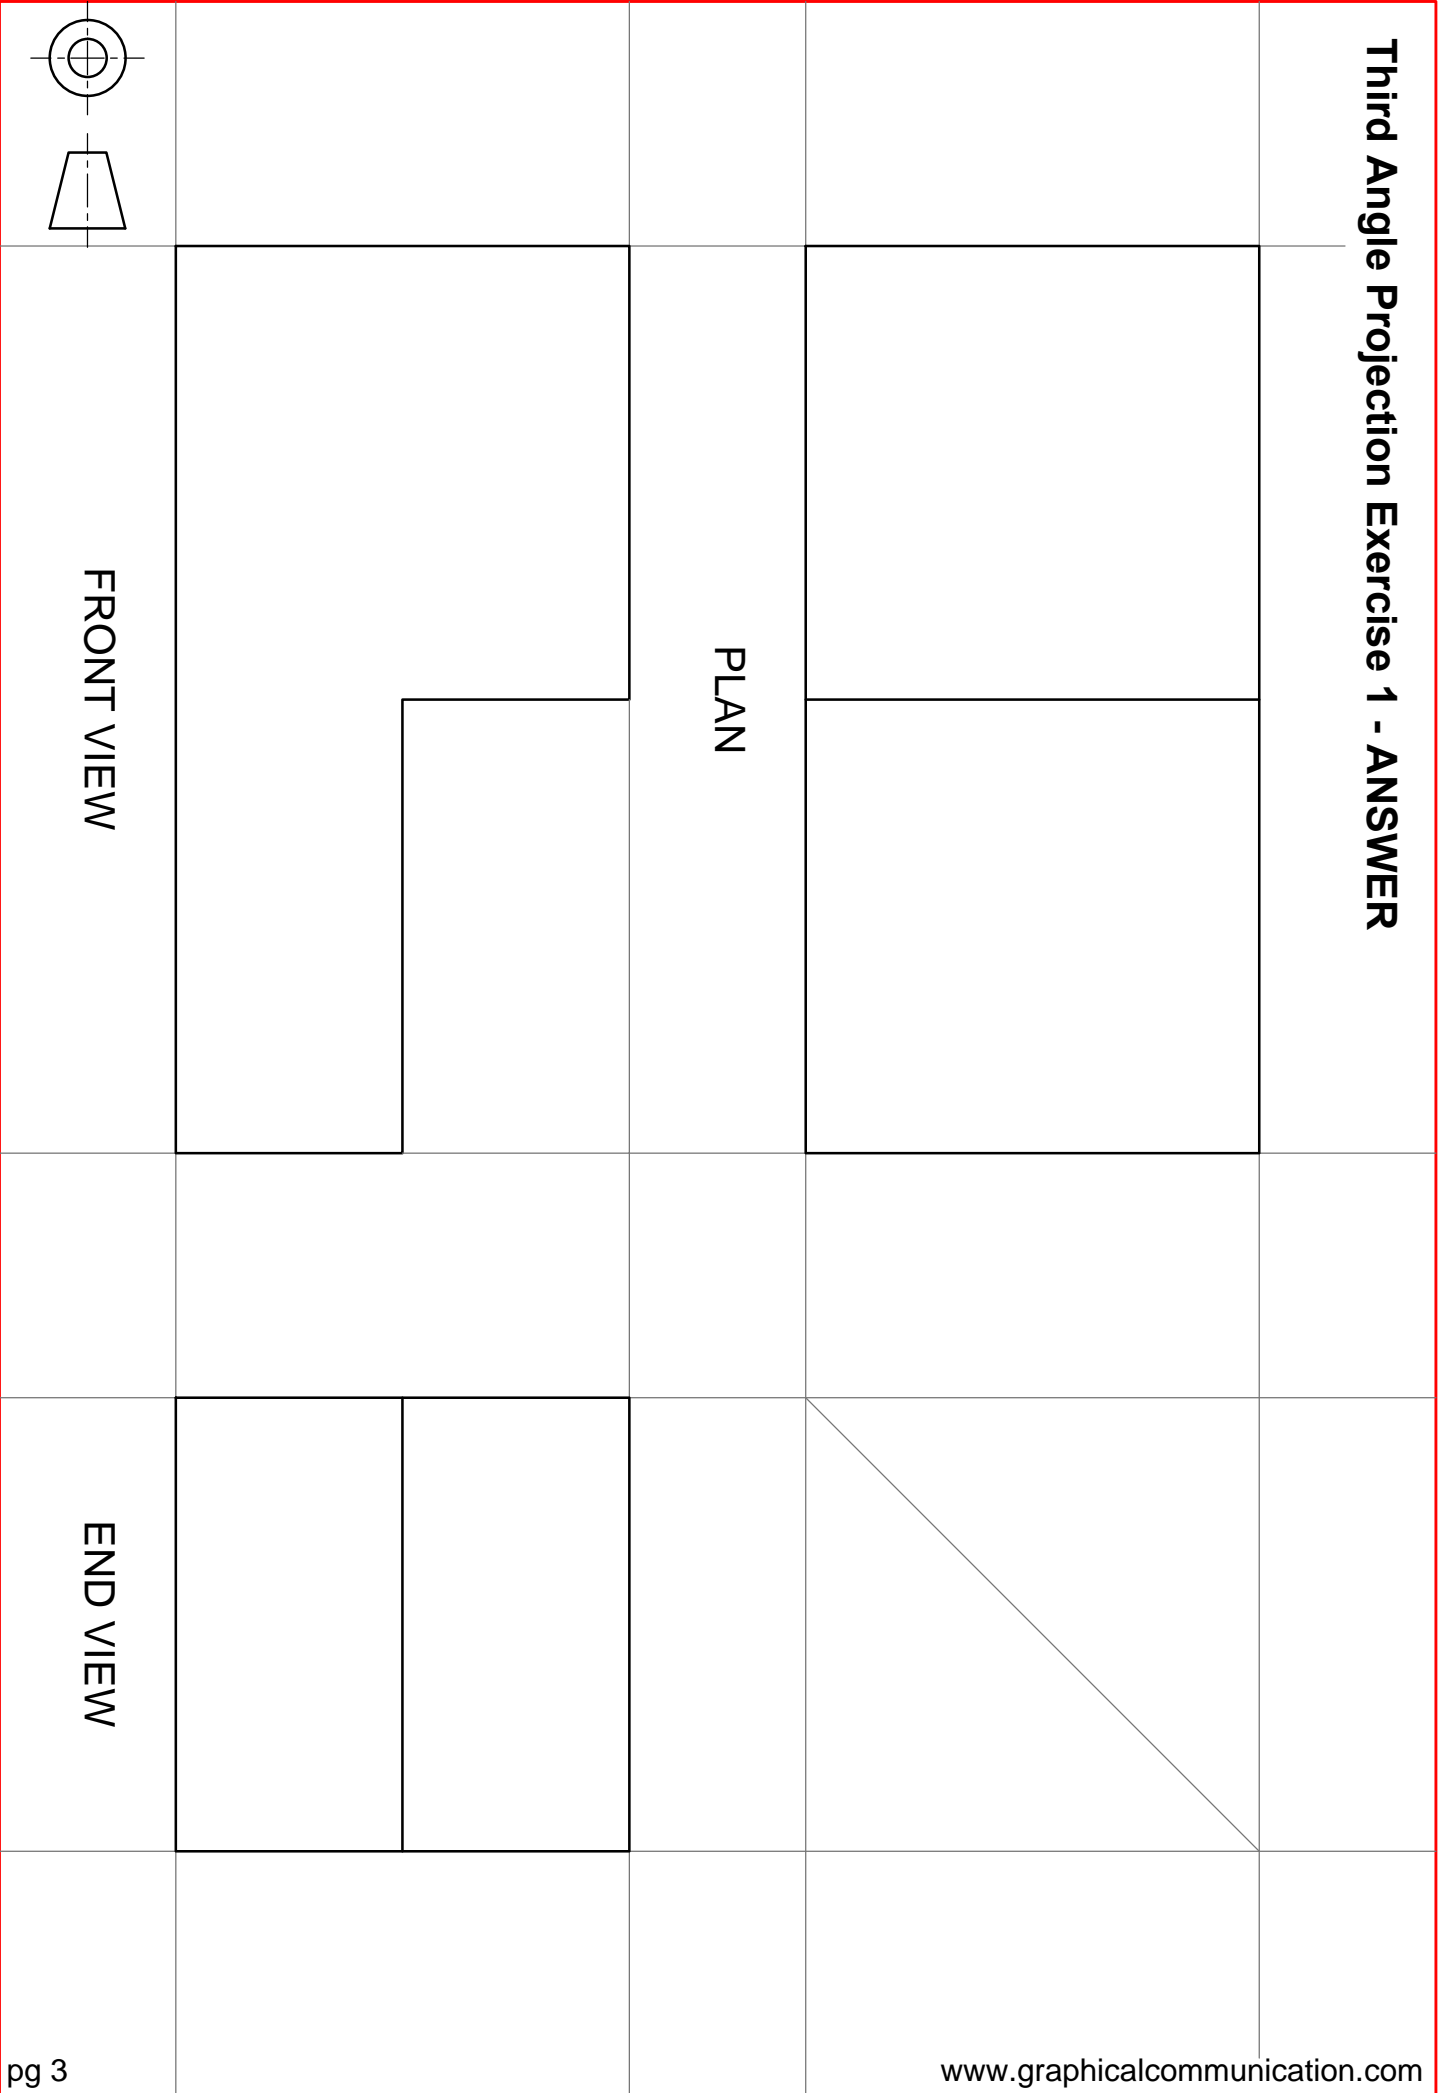 Third Angle Projection Exercise 1 - ANSWER
PLAN
FRONT VIEW
END VIEW
pg 3
www.graphicalcommunication.com